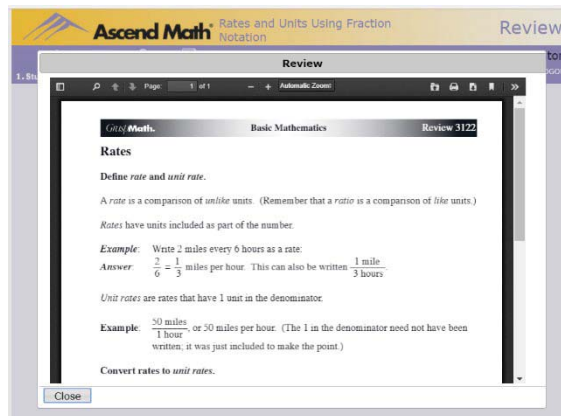 Ascend Math® Rates and Units Using Fraction Notation Review
Review
1. Stu
Page: 1 of 1 − + Automatic Zoom
Gits of Math. Basic Mathematics Review 3122
Rates
Define rate and unit rate.
A rate is a comparison of unlike units. (Remember that a ratio is a comparison of like units.)
Rates have units included as part of the number.
Example: Write 2 miles every 6 hours as a rate:
Answer: 2/6 = 1/3 miles per hour. This can also be written 1 mile/3 hours.
Unit rates are rates that have 1 unit in the denominator.
Example: 50 miles/1 hour, or 50 miles per hour. (The 1 in the denominator need not have been
written; it was just included to make the point.)
Convert rates to unit rates.
Close